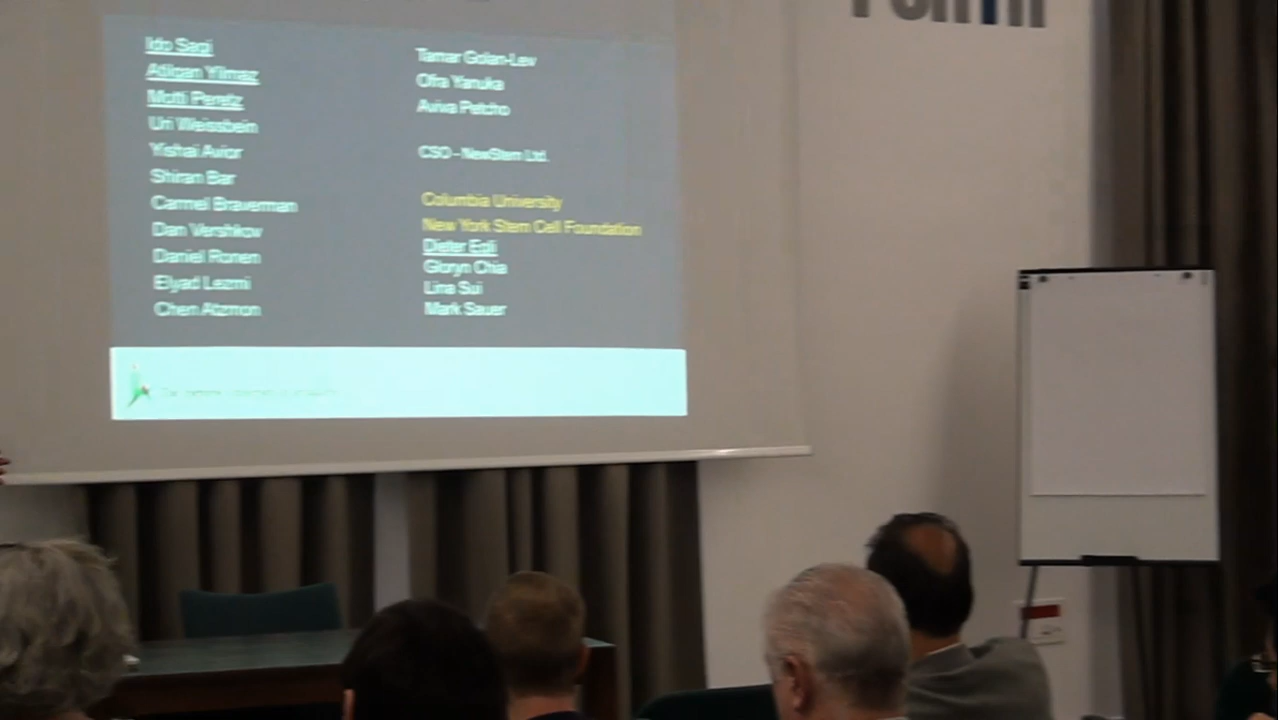 Ido Sagi
Atilgan Yilmaz
Motti Peretz
Uri Weissbein
Yishai Avior
Shiran Bar
Carmel Braverman
Dan Vershkov
Daniel Ronen
Elyad Lezmi
Chen Atzmon
Tamar Golan-Lev
Ofra Yanuka
Aviva Petcho
CSO - NewStem Ltd.
Columbia University
New York Stem Cell Foundation
Dieter Egli
Gloryn Chia
Lina Sui
Mark Sauer